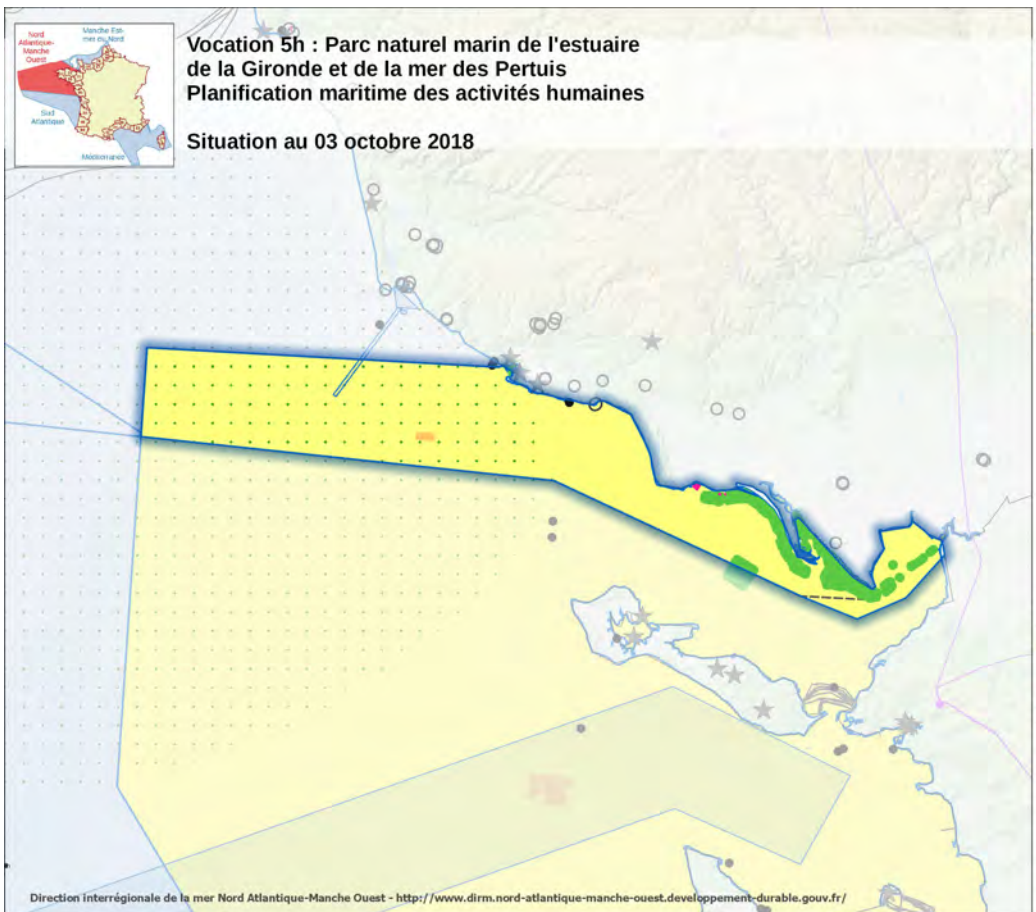 Nord
Atlantique-
Manche
Ouest
Manche Est-
mer du Nord
Sud
Atlantique
Méditerranée
Vocation 5h : Parc naturel marin de l'estuaire
de la Gironde et de la mer des Pertuis
Planification maritime des activités humaines
Situation au 03 octobre 2018
Direction interrégionale de la mer Nord Atlantique-Manche Ouest - http://www.dirm.nord-atlantique-manche-ouest.developpement-durable.gouv.fr/